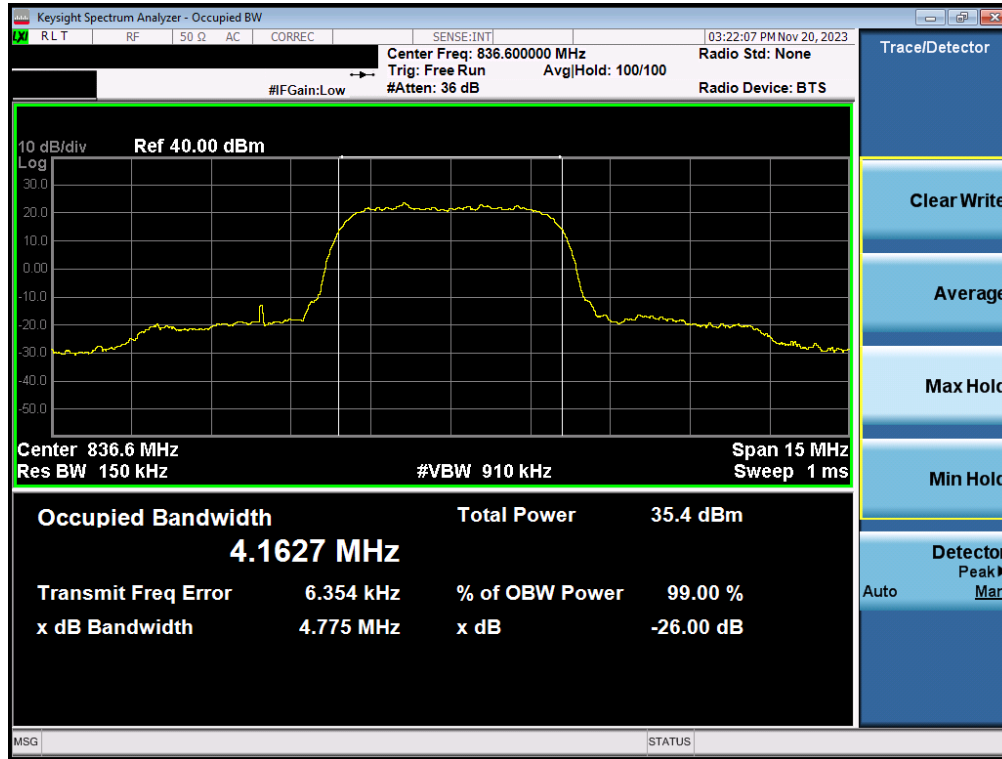 Keysight Spectrum Analyzer - Occupied BW
LXI RLT RF 50 Ω AC CORREC SENSE:INT 03:22:07 PM Nov 20, 2023
Center Freq: 836.600000 MHz Radio Std: None
Trig: Free Run Avg|Hold: 100/100
#IFGain:Low #Atten: 36 dB Radio Device: BTS
10 dB/div Ref 40.00 dBm
Log
30.0
20.0
10.0
0.00
-10.0
-20.0
-30.0
-40.0
-50.0
Center 836.6 MHz Span 15 MHz
Res BW 150 kHz #VBW 910 kHz Sweep 1 ms
Occupied Bandwidth Total Power 35.4 dBm
4.1627 MHz
Transmit Freq Error 6.354 kHz % of OBW Power 99.00 %
x dB Bandwidth 4.775 MHz x dB -26.00 dB
MSG STATUS
Trace/Detector
Clear Write
Average
Max Hold
Min Hold
Detector
Peak
Auto Man